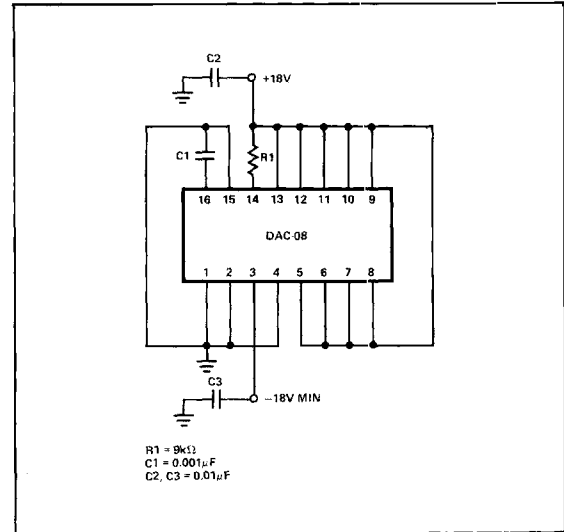 C2
+18V
C1
R1
16 15 14 13 12 11 10 9
DAC-08
1 2 3 4 5 6 7 8
C3
−18V MIN
R1 = 9kΩ
C1 = 0.001μF
C2, C3 = 0.01μF